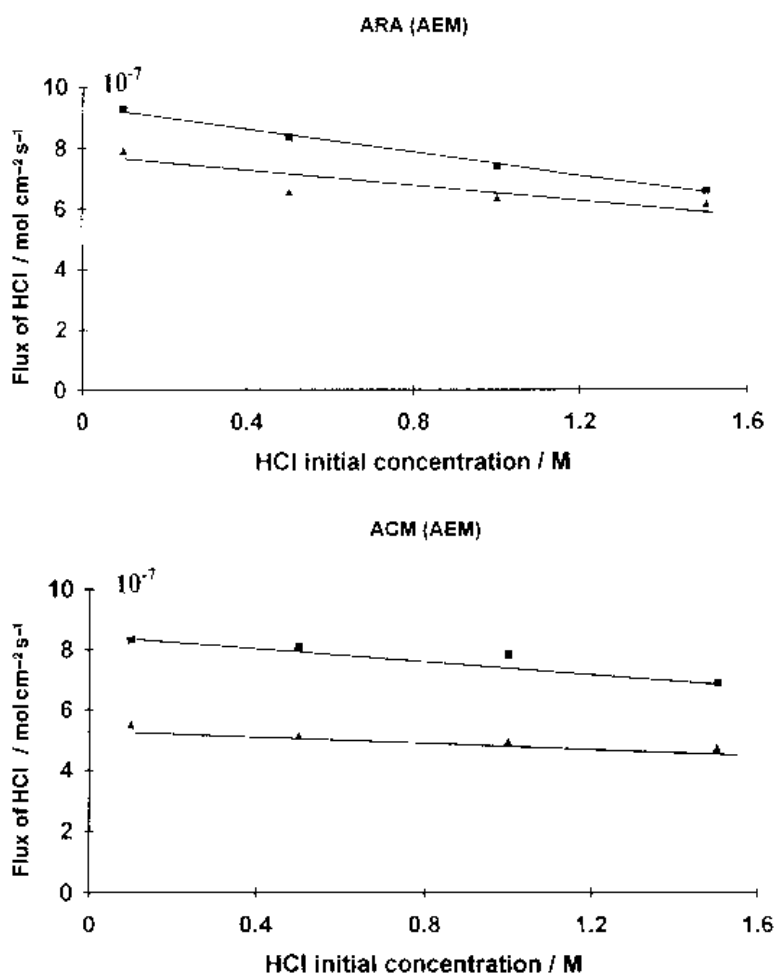 ARA (AEM)
10 10⁻⁷
8
6
4
2
0
Flux of HCl / mol cm⁻² s⁻¹
0 0.4 0.8 1.2 1.6
HCl initial concentration / M
ACM (AEM)
10 10⁻⁷
8
6
4
2
0
Flux of HCl / mol cm⁻² s⁻¹
0 0.4 0.8 1.2 1.6
HCl initial concentration / M